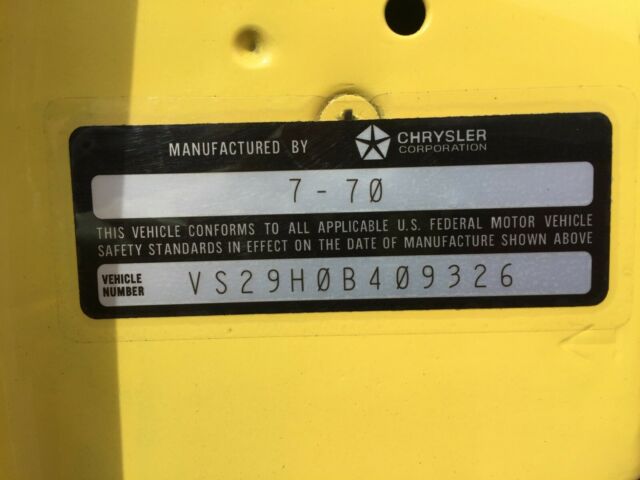 MANUFACTURED BY CHRYSLER CORPORATION
7-70
THIS VEHICLE CONFORMS TO ALL APPLICABLE U.S. FEDERAL MOTOR VEHICLE
SAFETY STANDARDS IN EFFECT ON THE DATE OF MANUFACTURE SHOWN ABOVE
VEHICLE NUMBER VS29H0B409326